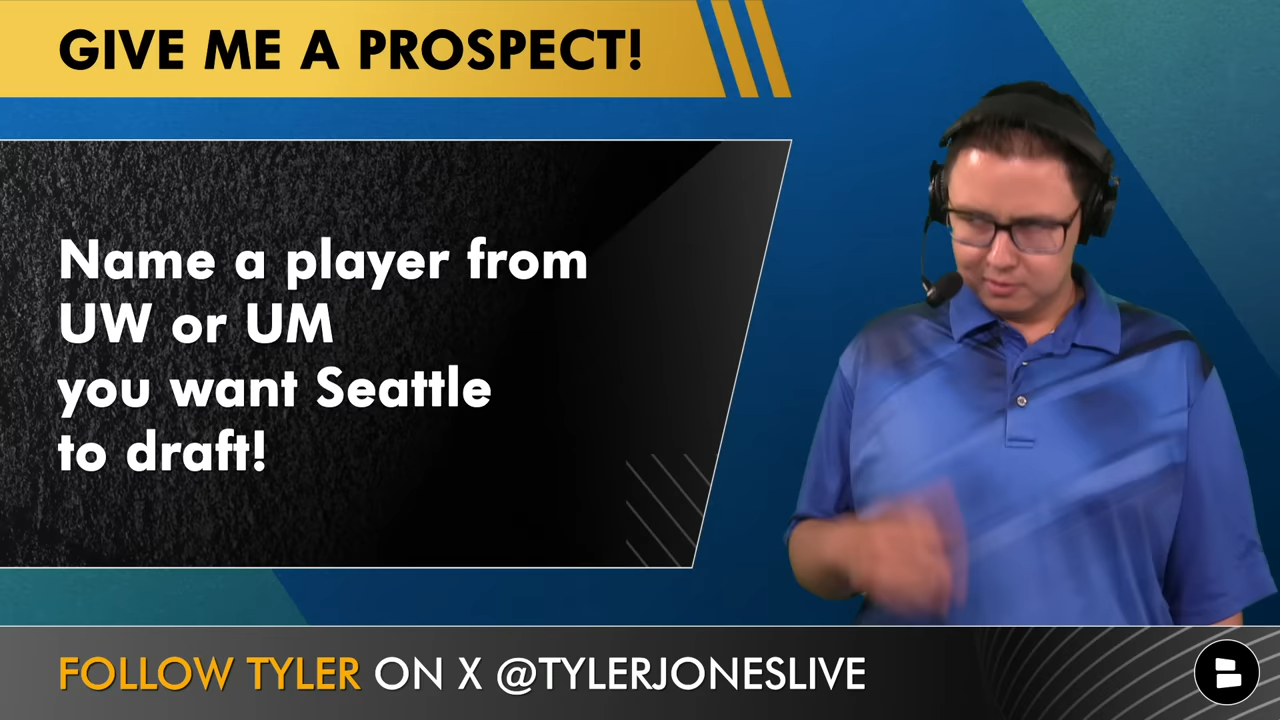 GIVE ME A PROSPECT!
Name a player from
UW or UM
you want Seattle
to draft!
FOLLOW TYLER ON X @TYLERJONESLIVE